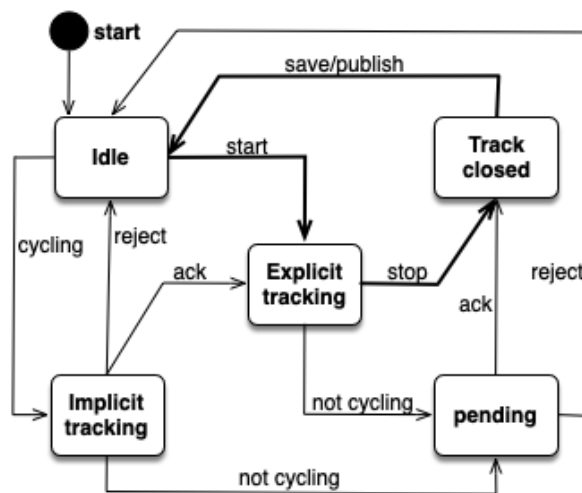 start
save/publish
Idle
start
Track
closed
cycling
reject
ack
Explicit
tracking
stop
reject
ack
Implicit
tracking
not cycling
pending
not cycling